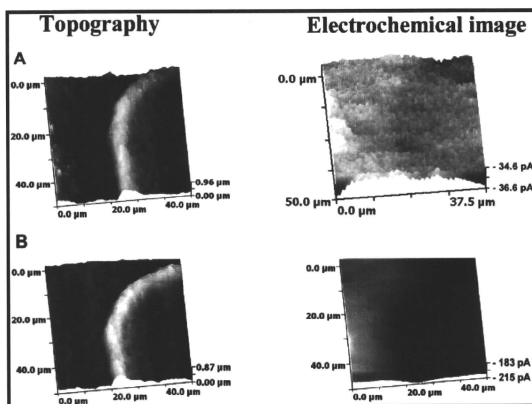 Topography
Electrochemical image
A
0.0 µm
20.0 µm
40.0 µm
0.96 µm
0.00 µm
0.0 µm
20.0 µm
40.0 µm
0.0 µm
50.0 µm
34.6 pA
36.6 pA
0.0 µm
37.5 µm
B
0.0 µm
20.0 µm
40.0 µm
0.87 µm
0.00 µm
0.0 µm
20.0 µm
40.0 µm
0.0 µm
20.0 µm
40.0 µm
-183 pA
-215 pA
0.0 µm
20.0 µm
40.0 µm